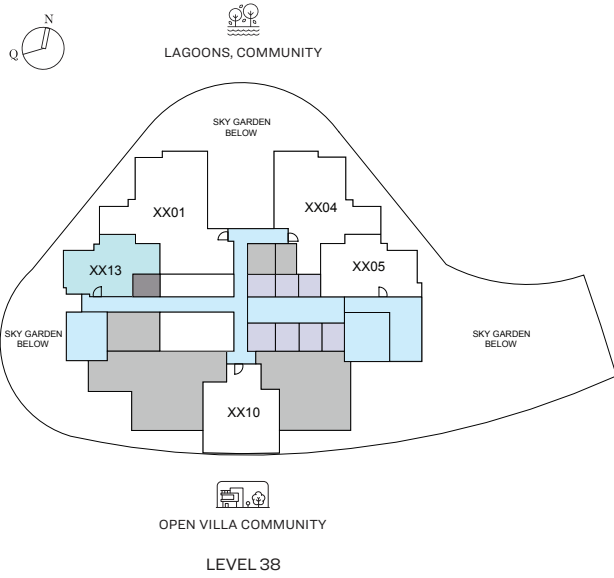 N
Q
LAGOONS, COMMUNITY
SKY GARDEN
BELOW
XX01
XX04
XX13
XX05
SKY GARDEN
BELOW
SKY GARDEN
BELOW
XX10
OPEN VILLA COMMUNITY
LEVEL 38